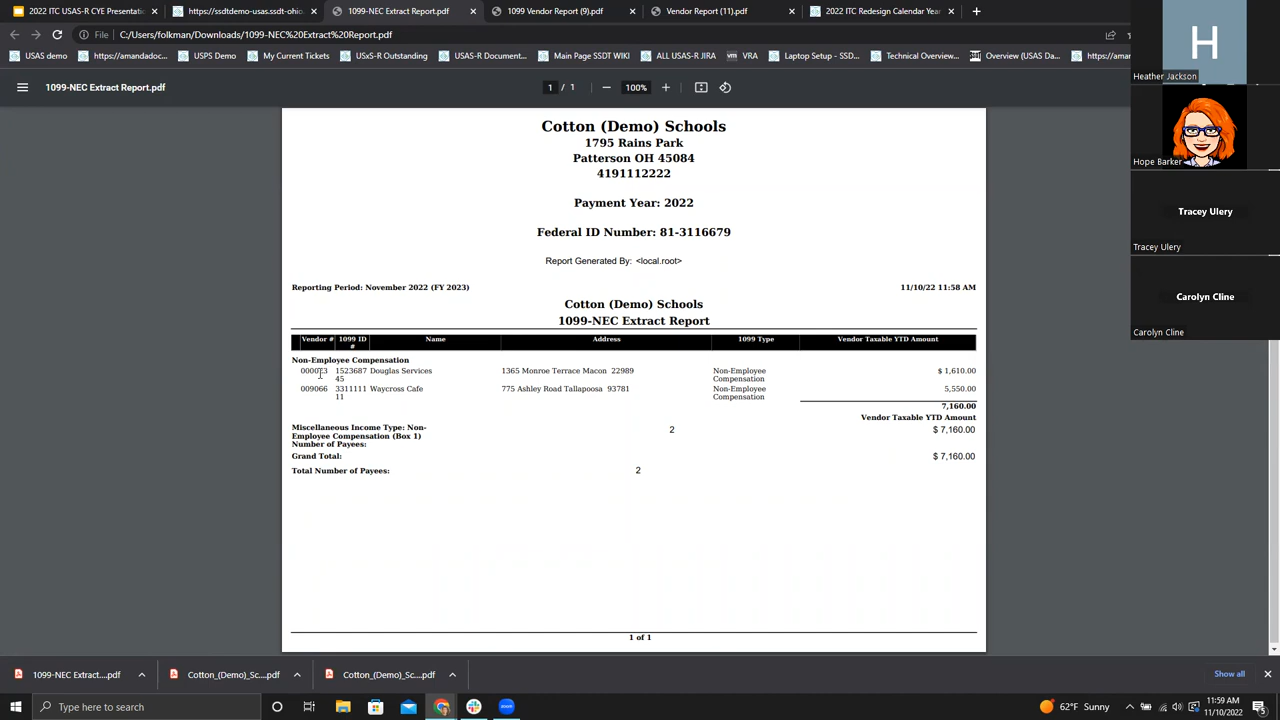 2022 ITC USAS-R CYE Presentati
SSDT
1099-NEC Extract Report.pdf
1099 Vendor Report (9).pdf
1099 Vendor Report.pdf
2022 ITC Redesign Calendar
File
C:/Users/folkman/Downloads/1099-NEC%20Extract%20Report.pdf
USAS demo
https://amandadoc...
USPS Demo
My Current Tickets
USxS-R Outstandin...
USAS-R Document...
Main Page SSDT WIKI
ALL USAS-R JIRA
vm VRA
Laptop Setup - SSD...
Technical Overview...
Overview (USAS Da...
https://amar
1099-NEC Extract Report.pdf
1 / 1
100%
Cotton (Demo) Schools
1795 Rains Park
Patterson OH 45084
4191112222
Payment Year: 2022
Federal ID Number: 81-3116679
Report Generated By: <local.root>
Reporting Period: November 2022 (FY 2023)
11/10/22 11:58 AM
Cotton (Demo) Schools
1099-NEC Extract Report
Vendor # 1099 ID # Name Address 1099 Type Vendor Taxable YTD Amount
Non-Employee Compensation
1523687 Douglas Services 1365 Monroe Terrace Macon 22989 Non-Employee $ 1,610.00
45 Compensation
009066 3311111 Waycross Cafe 775 Ashley Road Tallapoosa 93781 Non-Employee 5,550.00
11 Compensation
7,160.00
Vendor Taxable YTD Amount
Miscellaneous Income Type: Non- 2 $ 7,160.00
Employee Compensation (Box 1)
Number of Payees:
Grand Total: $ 7,160.00
Total Number of Payees: 2
1 of 1
H
Heather Jackson
Hope Barker
Tracey Ulery
Tracey Ulery
Carolyn Cline
Carolyn Cline
1099-NEC Extract....pdf
Cotton_(Demo)_Sc....pdf
Cotton_(Demo)_Sc....pdf
Show all
Type here to search
zoom
62°F Sunny
11:59 AM
11/10/2022